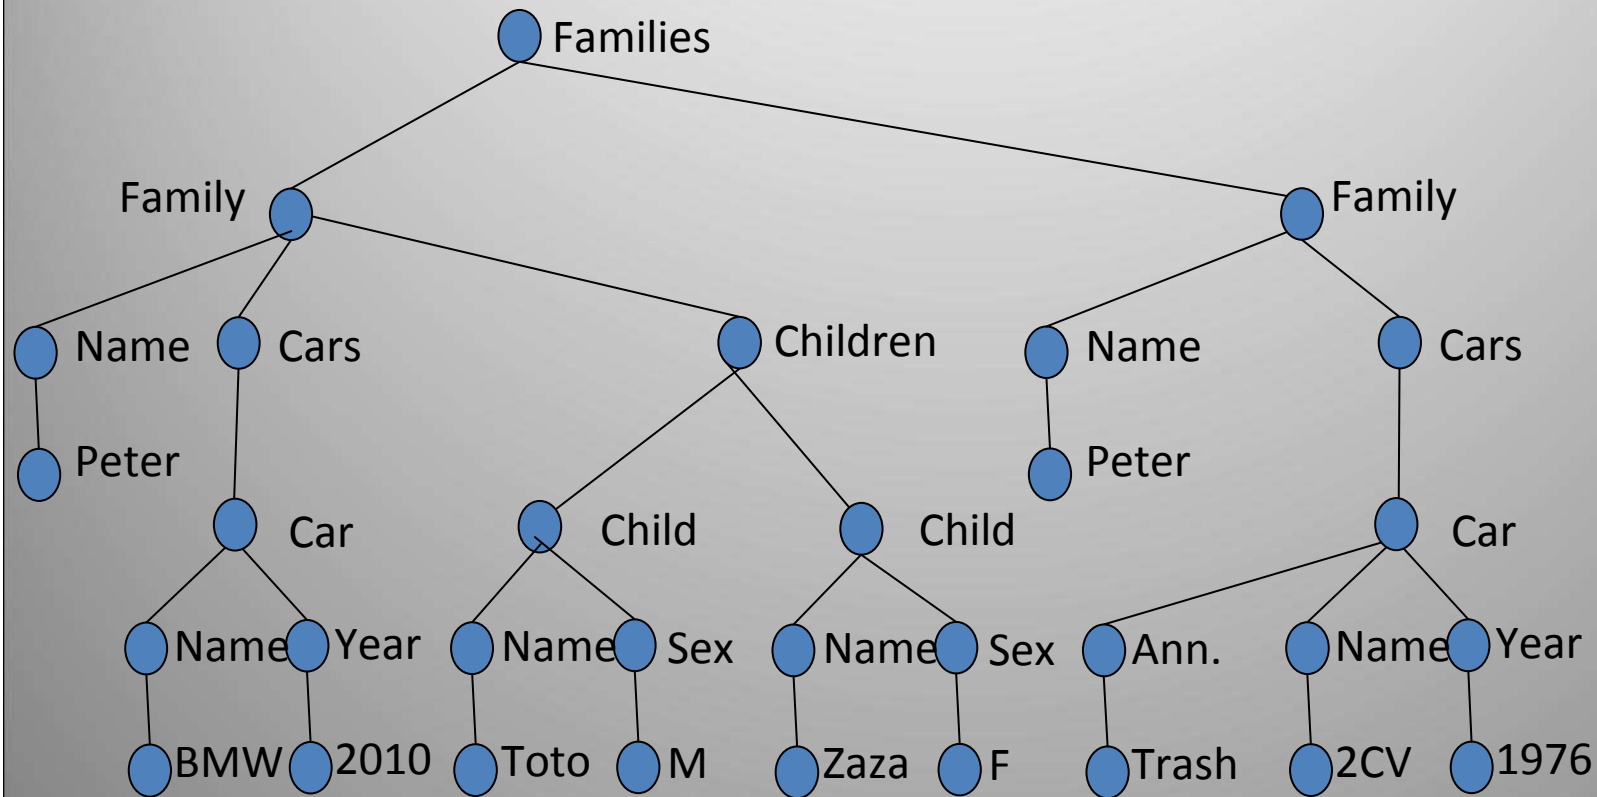 Families
Family
Family
Name
Cars
Children
Name
Cars
Peter
Peter
Car
Child
Child
Car
Name
Year
Name
Sex
Name
Sex
Ann.
Name
Year
BMW
2010
Toto
M
Zaza
F
Trash
2CV
1976